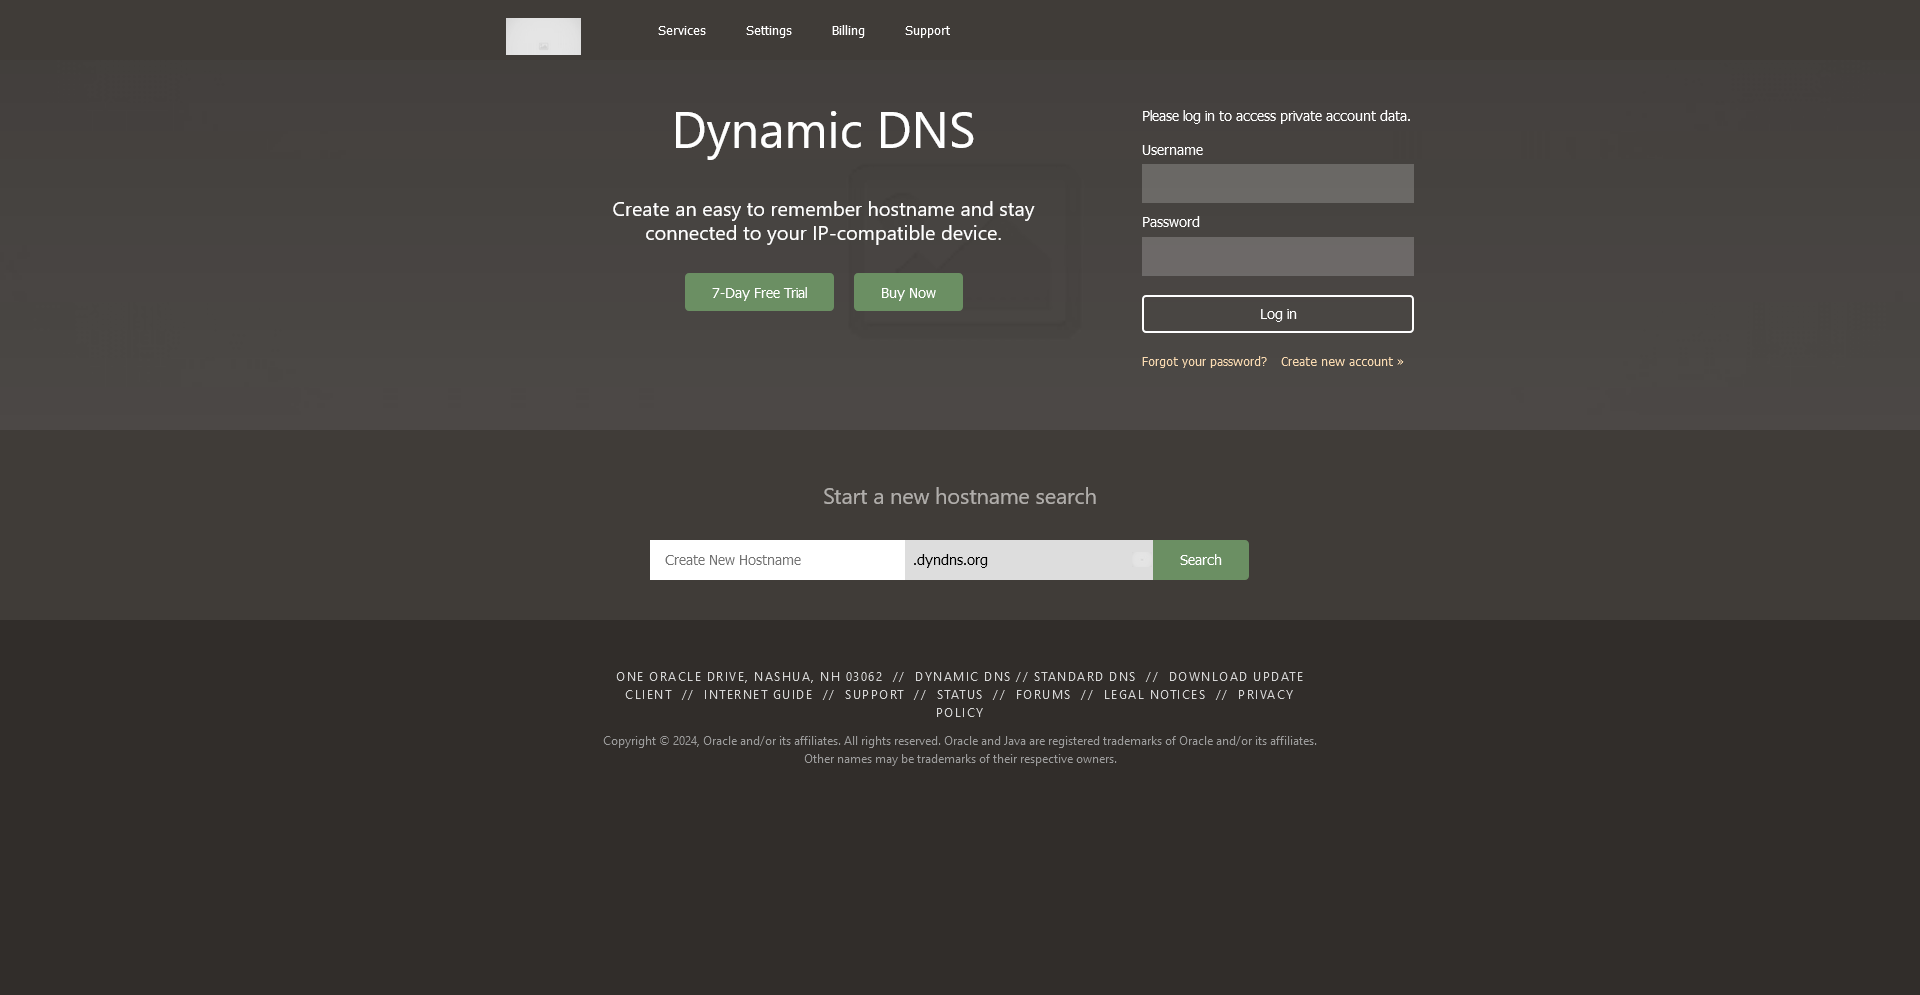 Services
Settings
Billing
Support
Dynamic DNS
Create an easy to remember hostname and stay
connected to your IP-compatible device.
7-Day Free Trial
Buy Now
Please log in to access private account data.
Username
Password
Log in
Forgot your password?
Create new account »
Start a new hostname search
Create New Hostname
.dyndns.org
Search
ONE ORACLE DRIVE, NASHUA, NH 03062 // DYNAMIC DNS // STANDARD DNS // DOWNLOAD UPDATE
CLIENT // INTERNET GUIDE // SUPPORT // STATUS // FORUMS // LEGAL NOTICES // PRIVACY
POLICY
Copyright © 2024, Oracle and/or its affiliates. All rights reserved. Oracle and Java are registered trademarks of Oracle and/or its affiliates.
Other names may be trademarks of their respective owners.